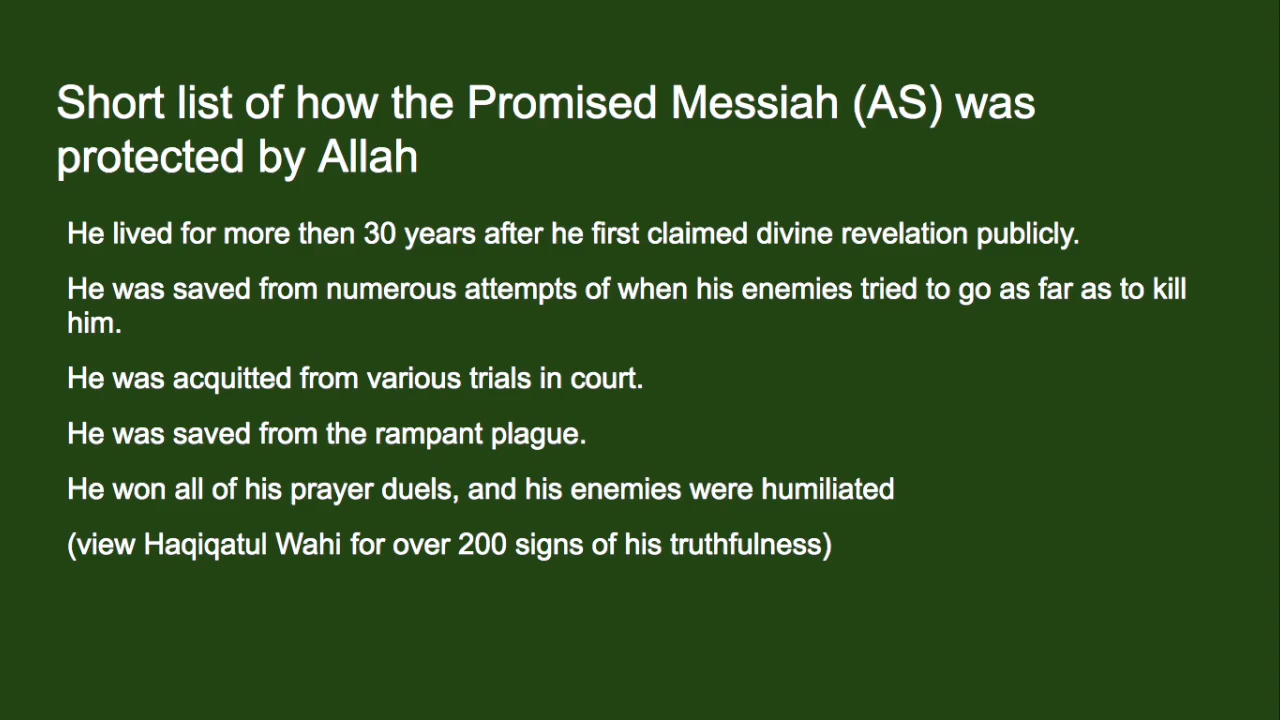 Short list of how the Promised Messiah (AS) was
protected by Allah
He lived for more then 30 years after he first claimed divine revelation publicly.
He was saved from numerous attempts of when his enemies tried to go as far as to kill
him.
He was acquitted from various trials in court.
He was saved from the rampant plague.
He won all of his prayer duels, and his enemies were humiliated
(view Haqiqatul Wahi for over 200 signs of his truthfulness)